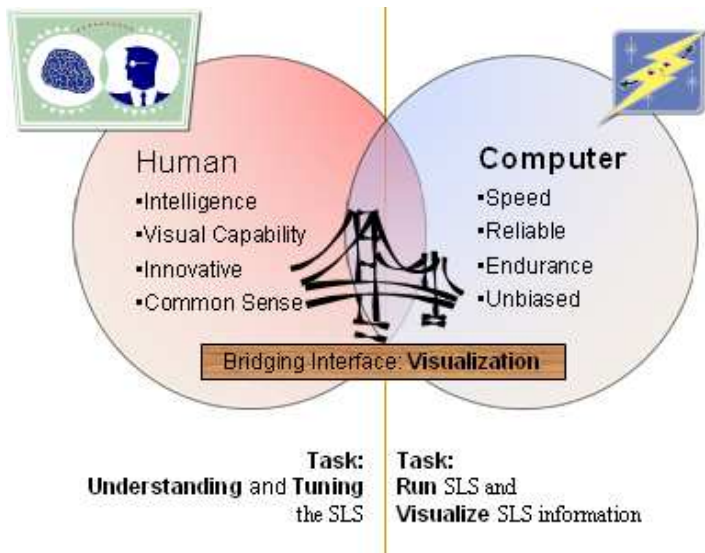 Human
▪Intelligence
▪Visual Capability
▪Innovative
▪Common Sense
Computer
▪Speed
▪Reliable
▪Endurance
▪Unbiased
Bridging Interface: Visualization
Task:
Understanding and Tuning
the SLS
Task:
Run SLS and
Visualize SLS information